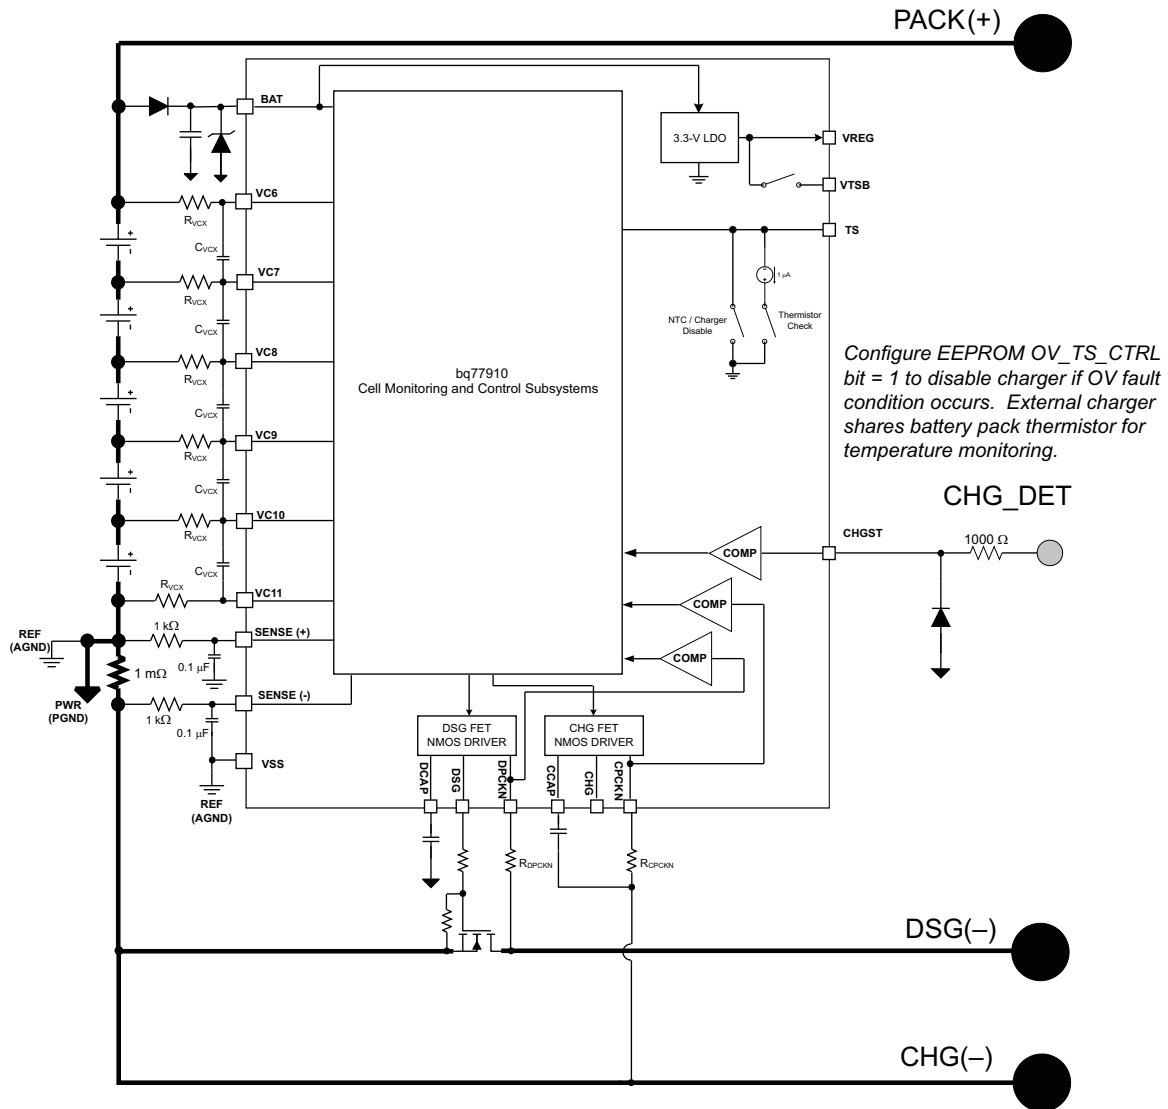 PACK(+)
BAT
3.3-V LDO
VREG
VTSB
VC6
TS
RVCX
+
CVCX
VC7
1 µA
RVCX
+
NTC / Charger
Disable
Thermistor
Check
CVCX
VC8
bq77910
Cell Monitoring and Control Subsystems
Configure EEPROM OV_TS_CTRL
bit = 1 to disable charger if OV fault
condition occurs. External charger
shares battery pack thermistor for
temperature monitoring.
RVCX
+
CVCX
VC9
RVCX
+
CVCX
VC10
CHG_DET
RVCX
CHGST
1000 Ω
COMP
+
CVCX
RVCX
VC11
COMP
1 kΩ
SENSE (+)
REF
(AGND)
0.1 µF
COMP
1 mΩ
PWR
(PGND)
SENSE (-)
1 kΩ
0.1 µF
DSG FET
NMOS DRIVER
CHG FET
NMOS DRIVER
VSS
DCAP
DSG
DPCKN
CCAP
CHG
CPCKN
REF
(AGND)
RDPCKN
RCPCKN
DSG(–)
CHG(–)